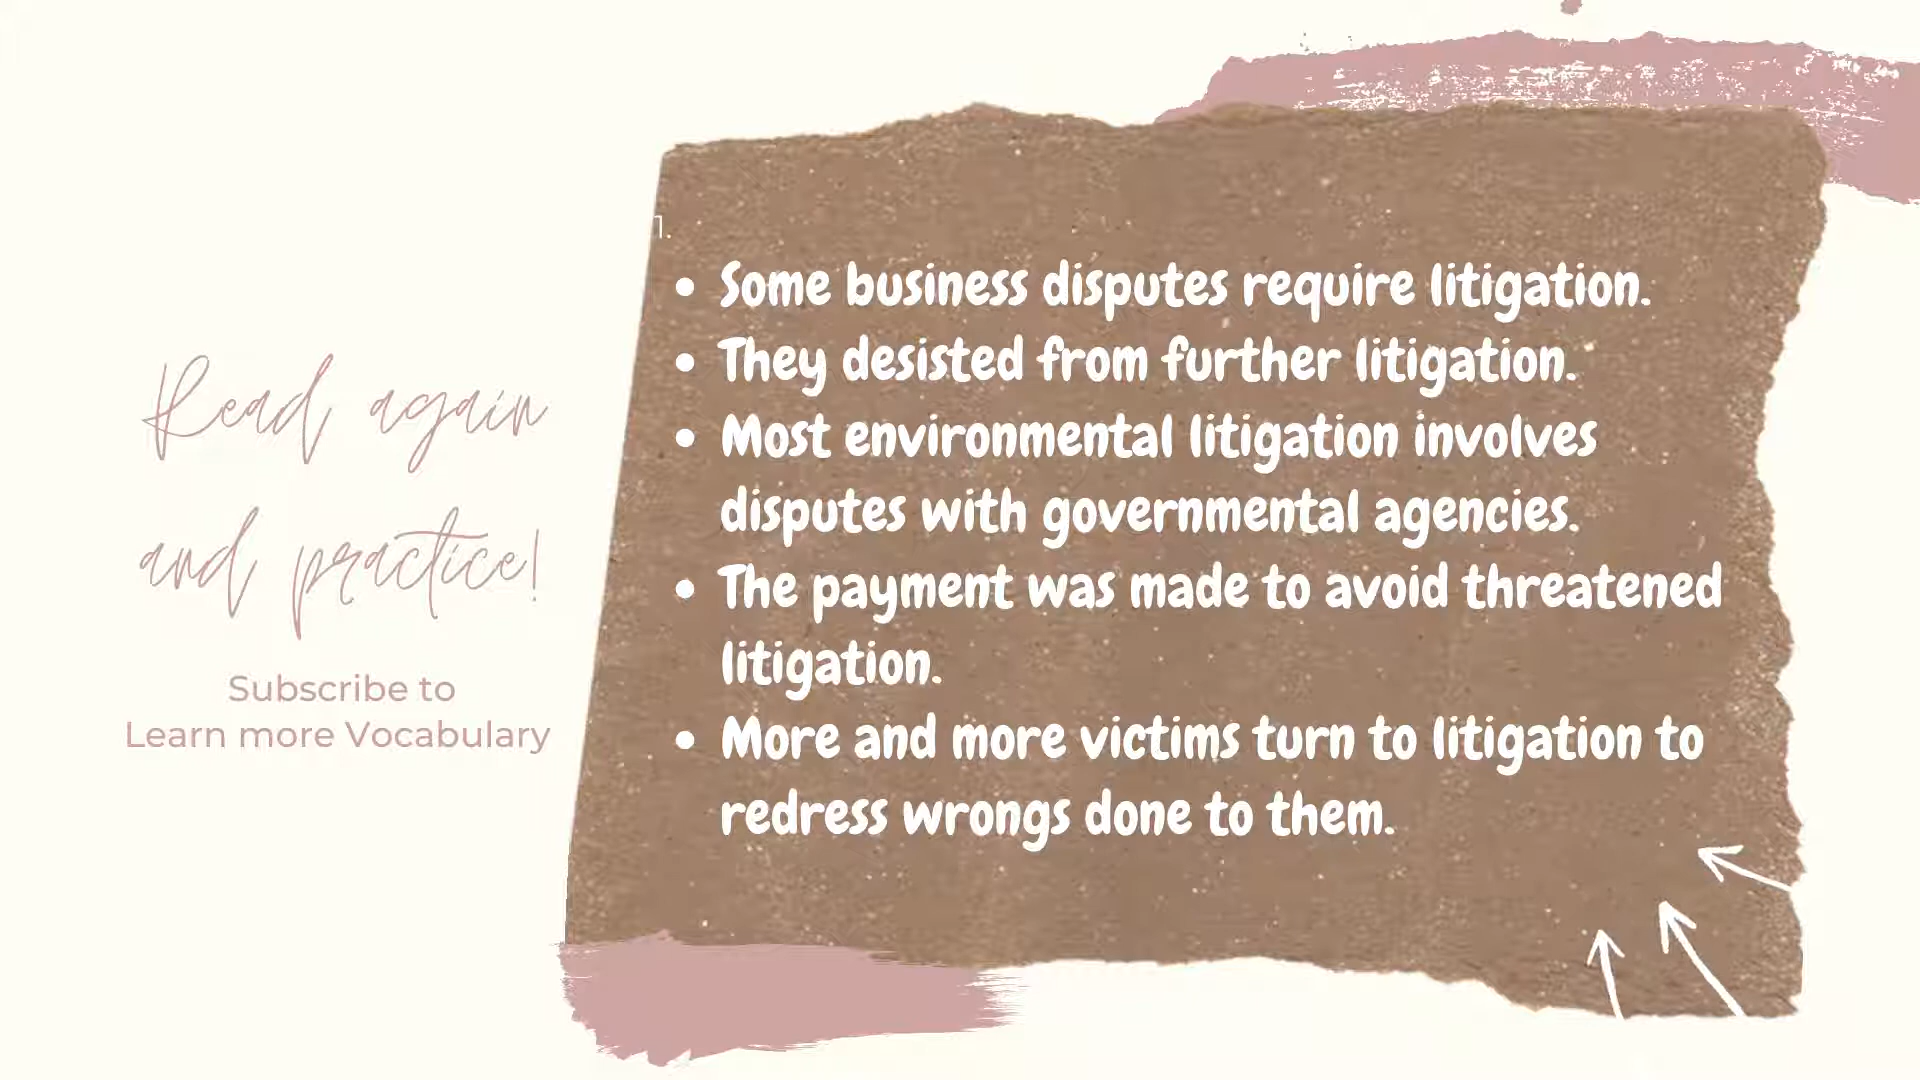 Read again
and practice!
Subscribe to
Learn more Vocabulary
1.
• Some business disputes require litigation.
• They desisted from further litigation.
• Most environmental litigation involves
disputes with governmental agencies.
• The payment was made to avoid threatened
litigation.
• More and more victims turn to litigation to
redress wrongs done to them.